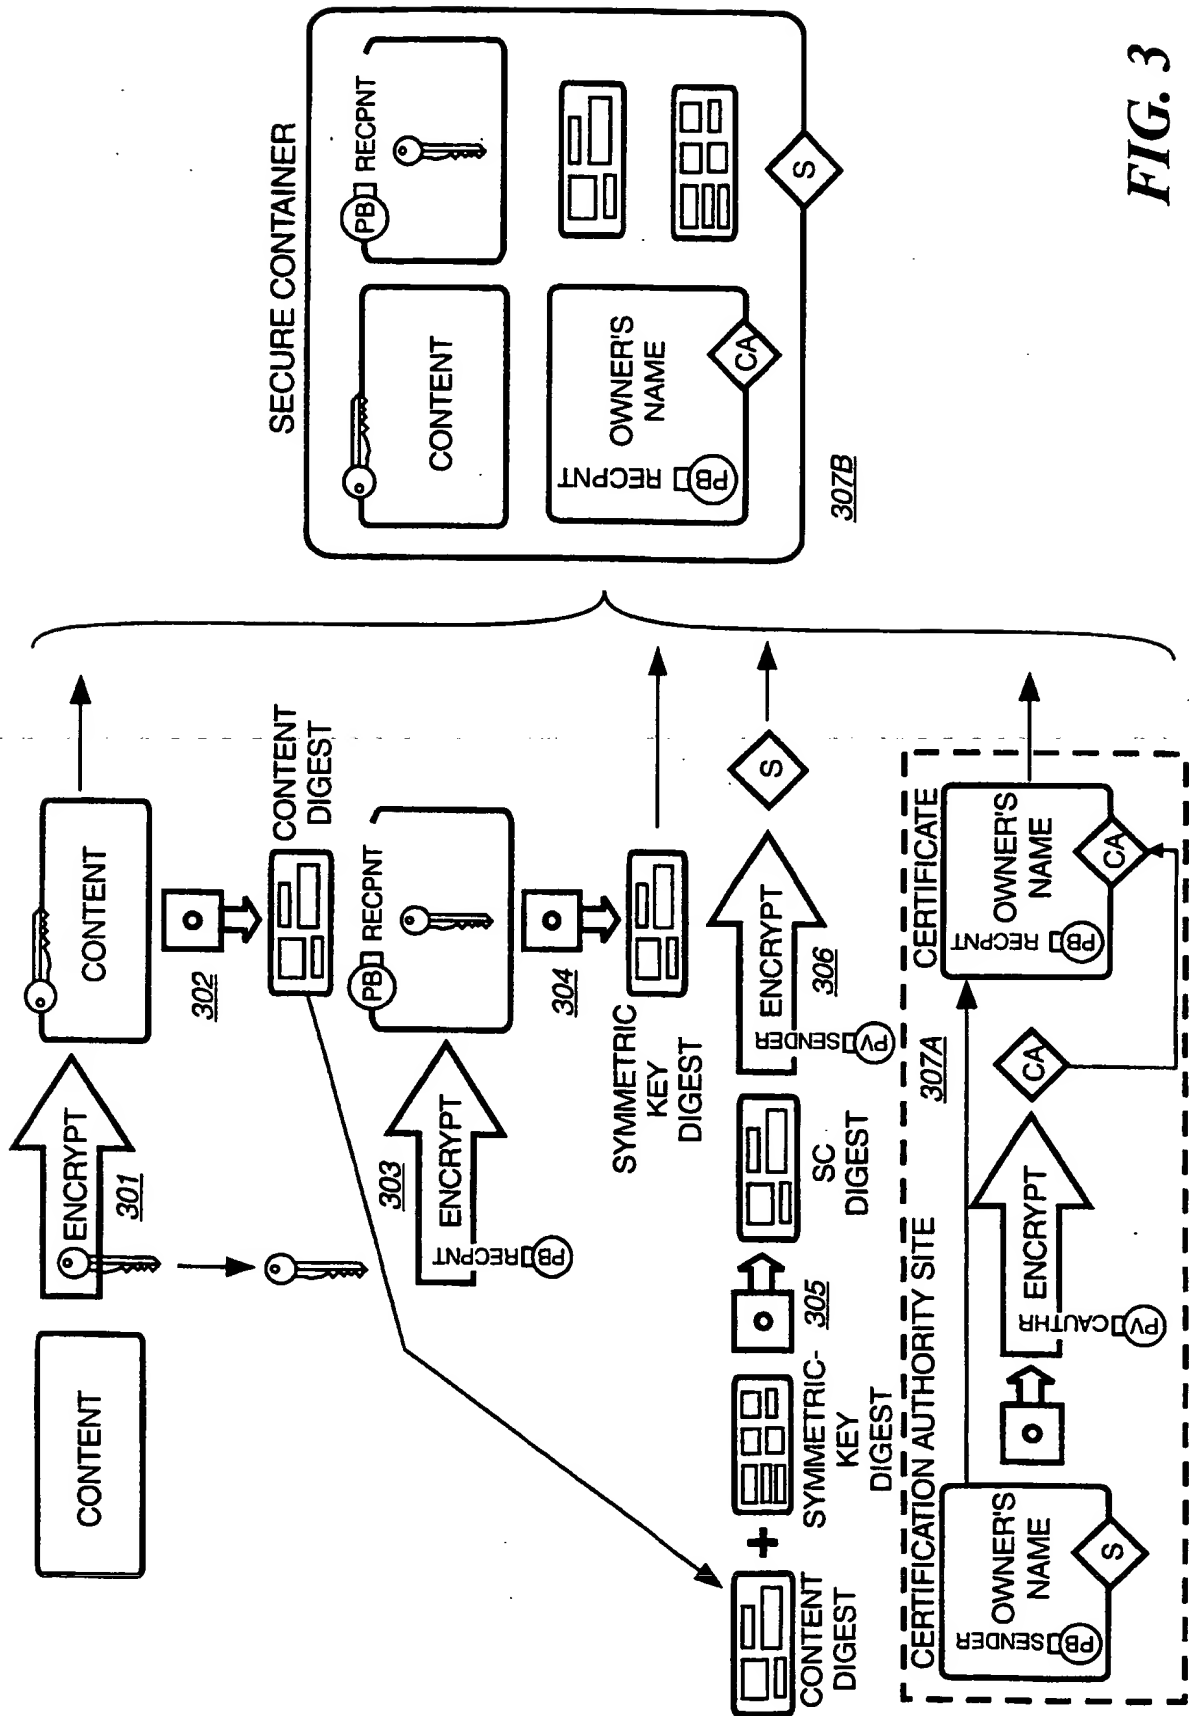 CONTENT
ENCRYPT
301
CONTENT
302
CONTENT
DIGEST
303
ENCRYPT
PB RECPNT
PB RECPNT
304
SYMMETRIC
KEY
DIGEST
CONTENT
DIGEST
+
SYMMETRIC-
KEY
DIGEST
305
SC
DIGEST
ENCRYPT
306
PV SENDER
S
CERTIFICATION AUTHORITY SITE
307A
CERTIFICATE
OWNER'S
NAME
PB SENDER
S
ENCRYPT
PV CAUTHR
CA
OWNER'S
NAME
PB RECPNT
CA
SECURE CONTAINER
CONTENT
PB RECPNT
OWNER'S
NAME
PB RECPNT
CA
S
307B
FIG. 3